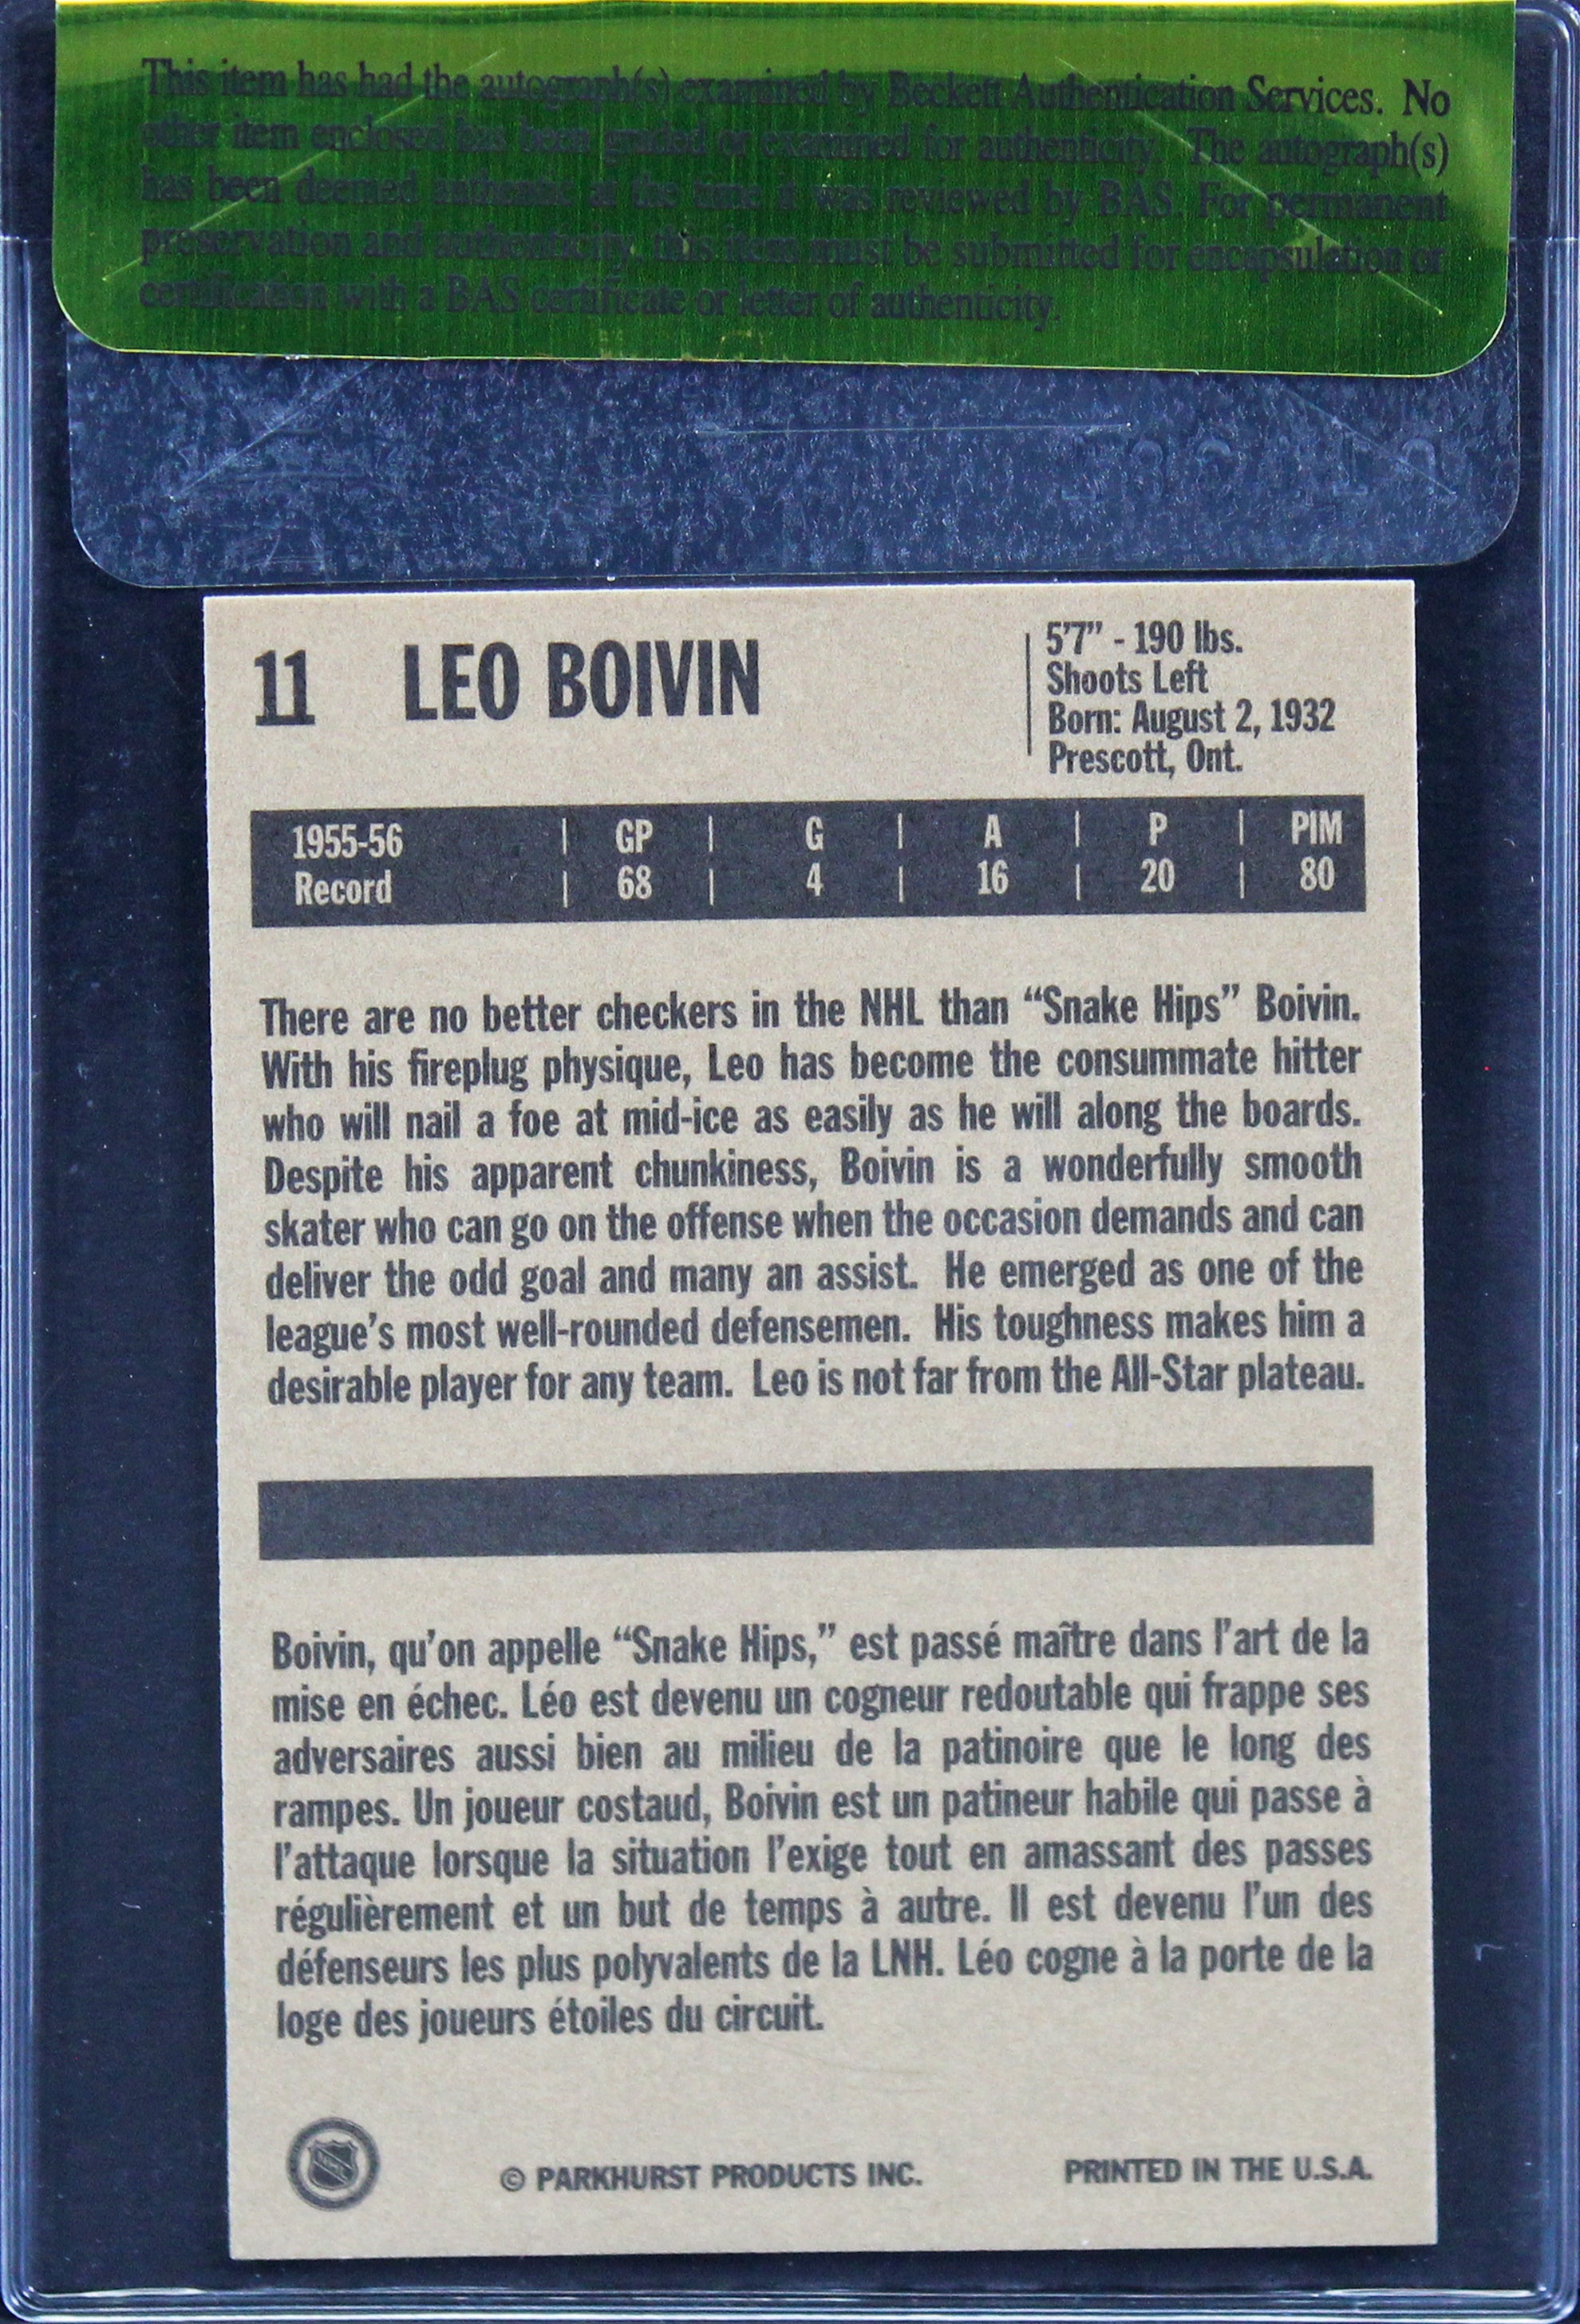 This item has had the autograph(s) examined by Beckett Authentication Services. No
other item enclosed has been graded or examined for authenticity. The autograph(s)
has been deemed authentic at the time it was reviewed by BAS. For permanent
preservation and authenticity, this item must be submitted for encapsulation or
certification with a BAS certificate or letter of authenticity.
11 LEO BOIVIN
5'7” - 190 lbs.
Shoots Left
Born: August 2, 1932
Prescott, Ont.
1955-56 | GP | G | A | P | PIM
Record | 68 | 4 | 16 | 20 | 80
There are no better checkers in the NHL than “Snake Hips” Boivin.
With his fireplug physique, Leo has become the consummate hitter
who will nail a foe at mid-ice as easily as he will along the boards.
Despite his apparent chunkiness, Boivin is a wonderfully smooth
skater who can go on the offense when the occasion demands and can
deliver the odd goal and many an assist. He emerged as one of the
league's most well-rounded defensemen. His toughness makes him a
desirable player for any team. Leo is not far from the All-Star plateau.
Boivin, qu'on appelle “Snake Hips,” est passé maître dans l'art de la
mise en échec. Léo est devenu un cogneur redoutable qui frappe ses
adversaires aussi bien au milieu de la patinoire que le long des
rampes. Un joueur costaud, Boivin est un patineur habile qui passe à
l'attaque lorsque la situation l'exige tout en amassant des passes
régulièrement et un but de temps à autre. Il est devenu l'un des
défenseurs les plus polyvalents de la LNH. Léo cogne à la porte de la
loge des joueurs étoiles du circuit.
© PARKHURST PRODUCTS INC.
PRINTED IN THE U.S.A.